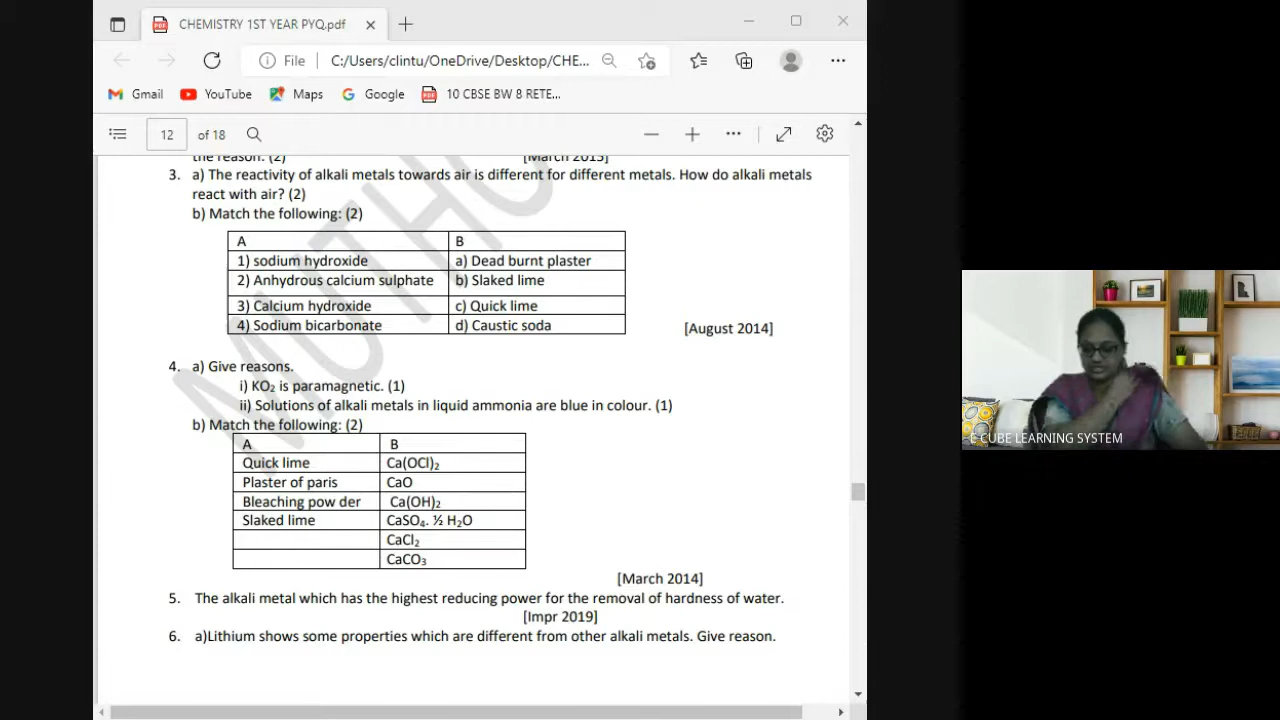 CHEMISTRY 1ST YEAR PYQ.pdf
File C:/Users/clintu/OneDrive/Desktop/CHE...
Gmail YouTube Maps Google 10 CBSE BW 8 RETE...
12 of 18
the reason. (2) [March 2015]
3. a) The reactivity of alkali metals towards air is different for different metals. How do alkali metals
react with air? (2)
b) Match the following: (2)
A B
1) sodium hydroxide a) Dead burnt plaster
2) Anhydrous calcium sulphate b) Slaked lime
3) Calcium hydroxide c) Quick lime
4) Sodium bicarbonate d) Caustic soda
[August 2014]
4. a) Give reasons.
i) KO₂ is paramagnetic. (1)
ii) Solutions of alkali metals in liquid ammonia are blue in colour. (1)
b) Match the following: (2)
A B
Quick lime Ca(OCl)₂
Plaster of paris CaO
Bleaching pow der Ca(OH)₂
Slaked lime CaSO₄. ½ H₂O
CaCl₂
CaCO₃
[March 2014]
5. The alkali metal which has the highest reducing power for the removal of hardness of water.
[Impr 2019]
6. a)Lithium shows some properties which are different from other alkali metals. Give reason.
CUBE LEARNING SYSTEM